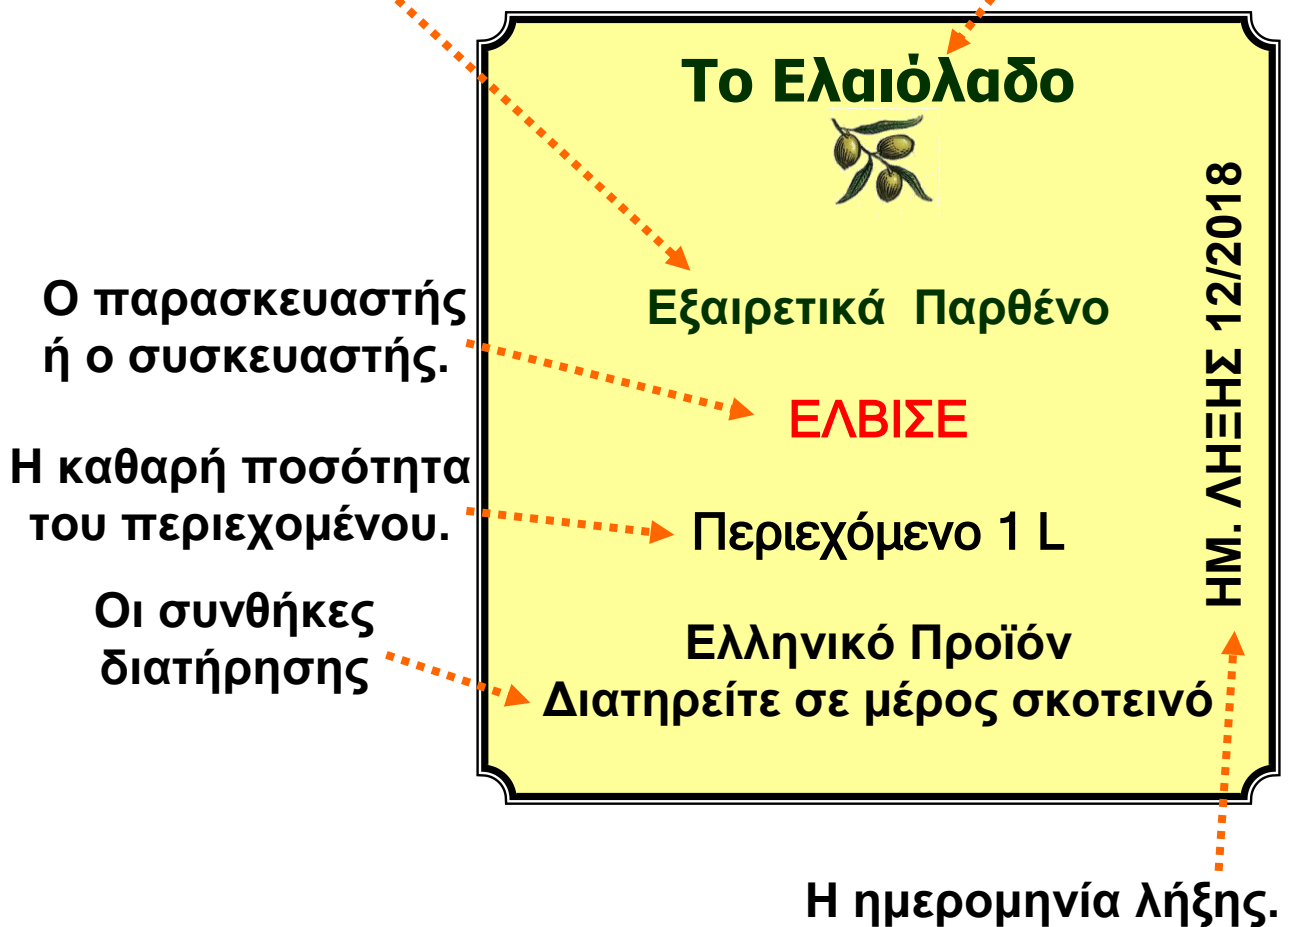 Το Ελαιόλαδο
Εξαιρετικά Παρθένο
ΕΛΒΙΣΕ
Περιεχόμενο 1 L
Ελληνικό Προϊόν
Διατηρείτε σε μέρος σκοτεινό
ΗΜ. ΛΗΞΗΣ 12/2018
Ο παρασκευαστής
ή ο συσκευαστής.
Η καθαρή ποσότητα
του περιεχομένου.
Οι συνθήκες
διατήρησης
Η ημερομηνία λήξης.